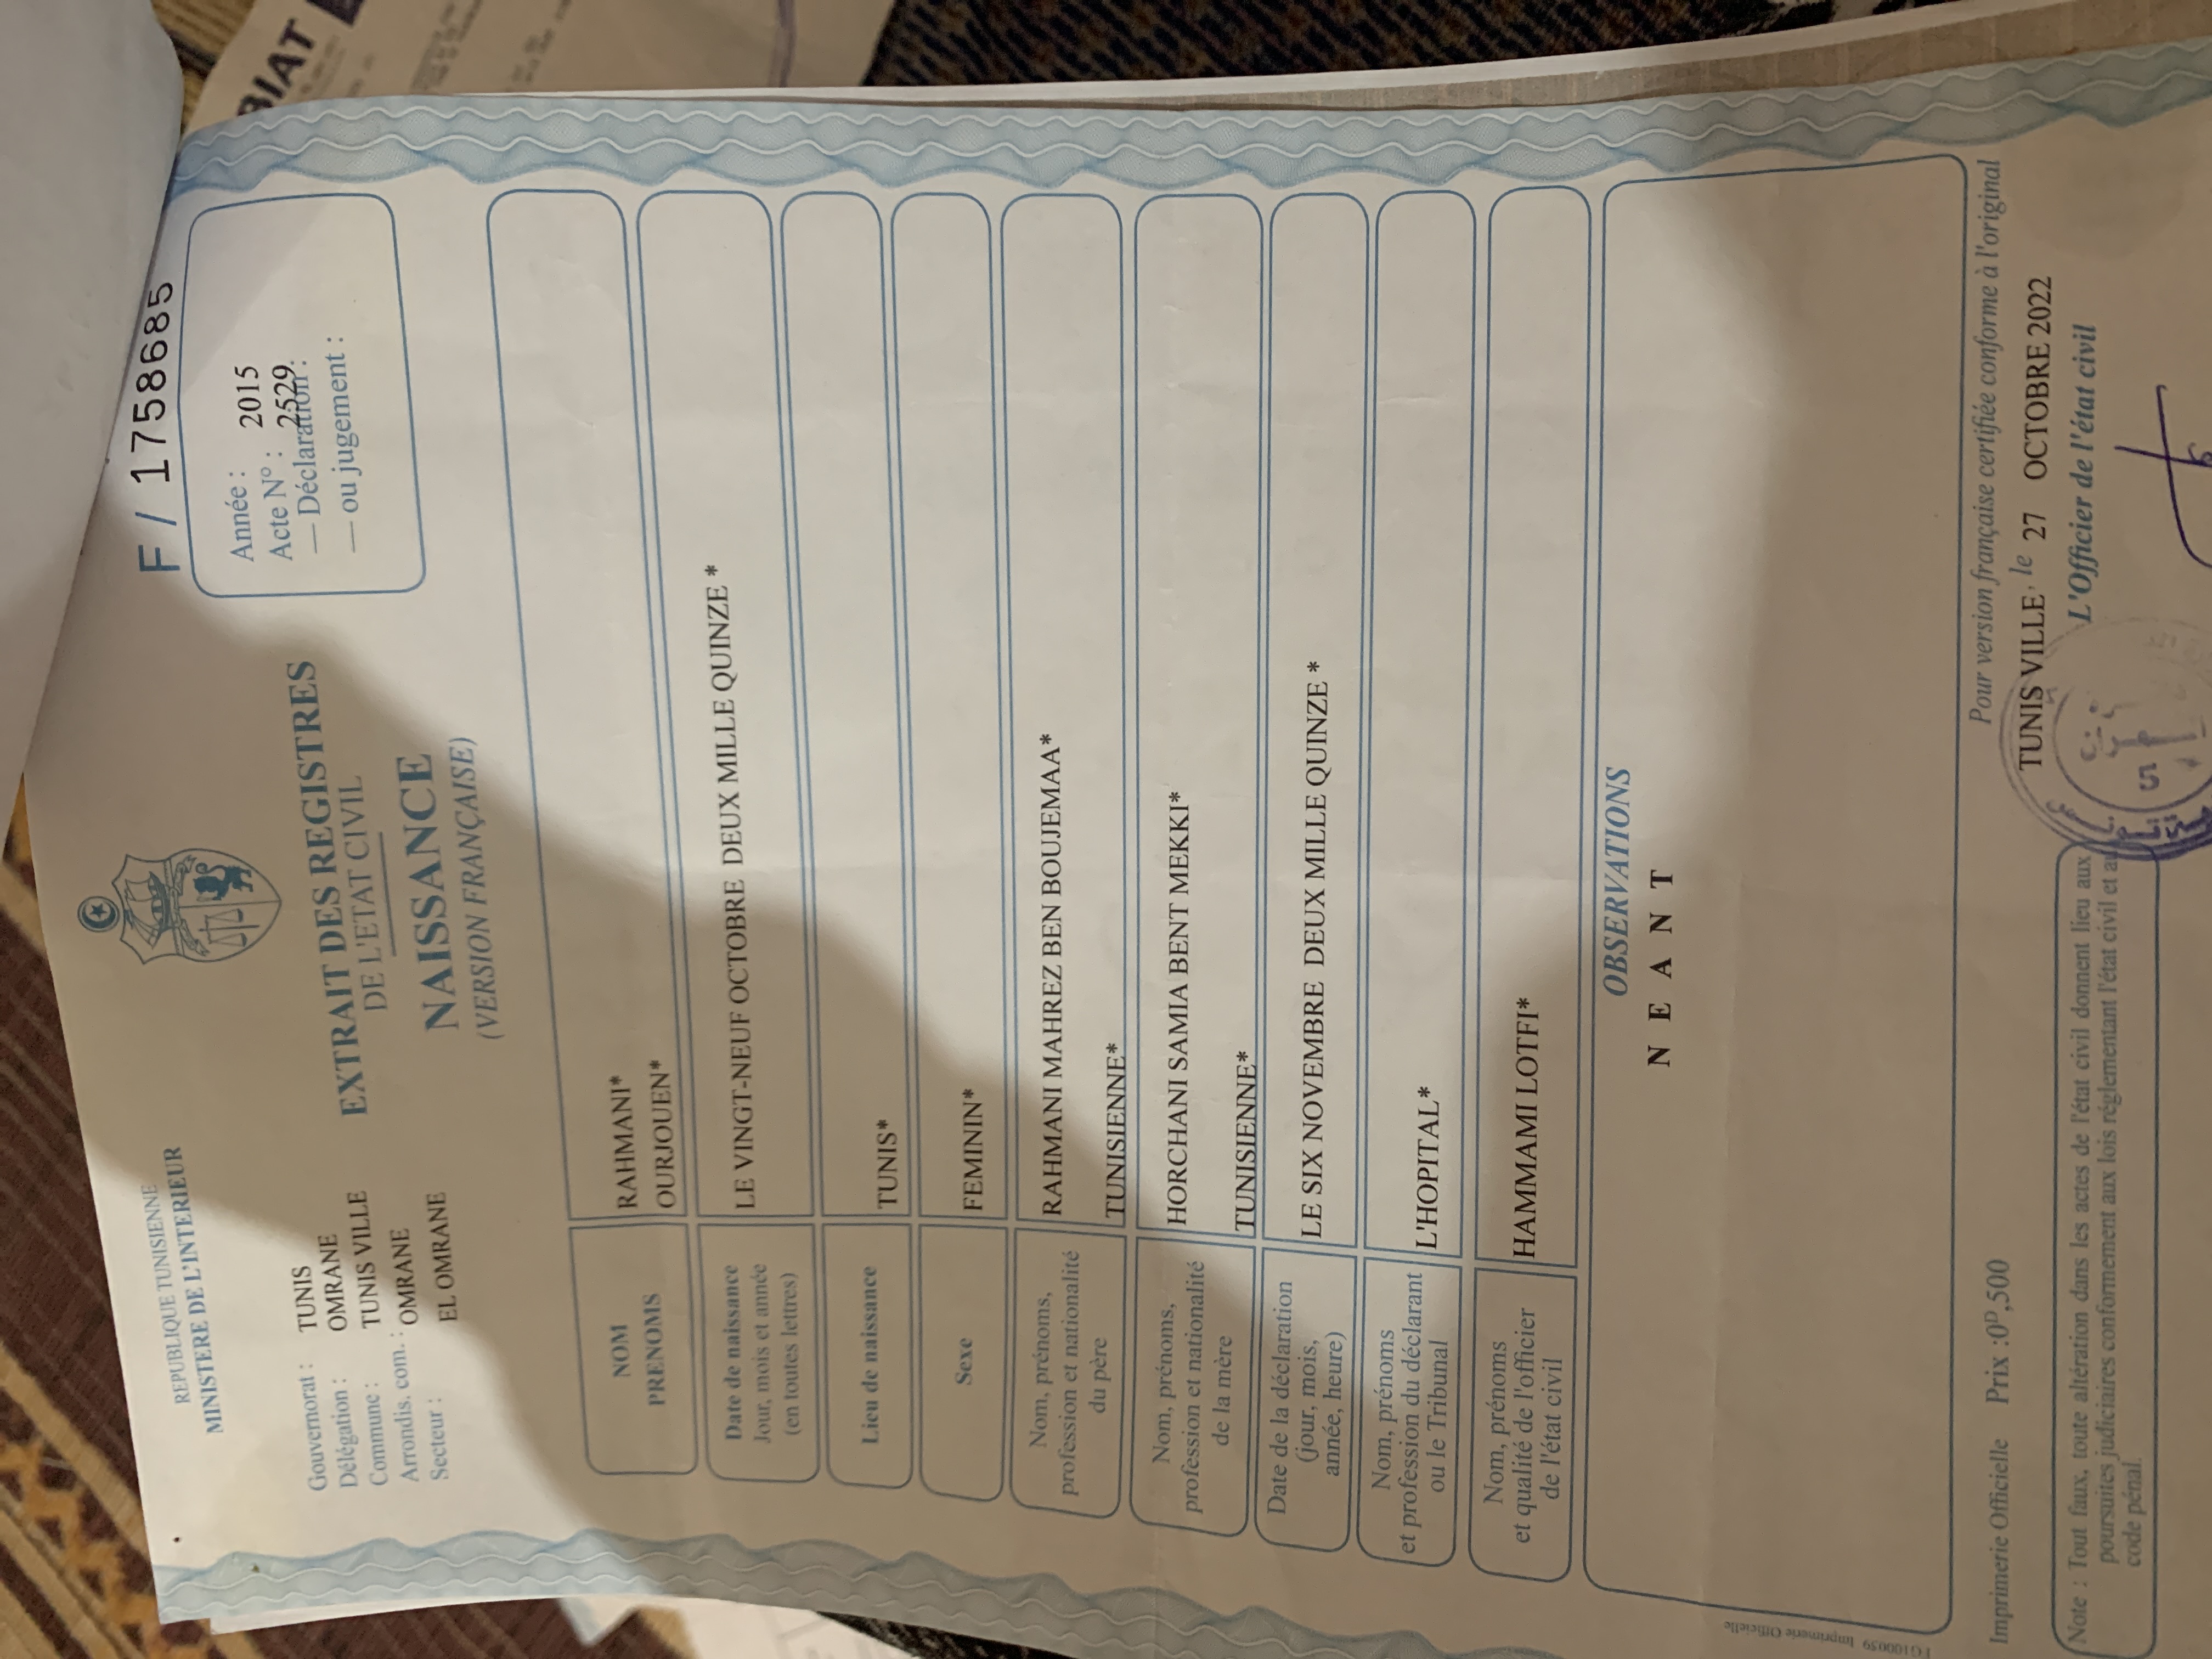 BIAT
F / 1758685
REPUBLIQUE TUNISIENNE
MINISTERE DE L'INTERIEUR
Gouvernorat : TUNIS
Délégation : OMRANE
Commune : TUNIS VILLE
Arrondis. com. : OMRANE
Secteur : EL OMRANE
EXTRAIT DES REGISTRES
DE L'ETAT CIVIL
NAISSANCE
(VERSION FRANÇAISE)
Année : 2015
Acte N° : 2529
— Déclaration :
— ou jugement :
NOM RAHMANI*
PRENOMS OURJOUEN*
Date de naissance
Jour, mois et année
(en toutes lettres)
LE VINGT-NEUF OCTOBRE DEUX MILLE QUINZE *
Lieu de naissance TUNIS*
Sexe FEMININ*
Nom, prénoms,
profession et nationalité
du père
RAHMANI MAHREZ BEN BOUJEMAA*
TUNISIENNE*
Nom, prénoms,
profession et nationalité
de la mère
HORCHANI SAMIA BENT MEKKI*
TUNISIENNE*
Date de la déclaration
(jour, mois,
année, heure)
LE SIX NOVEMBRE DEUX MILLE QUINZE *
Nom, prénoms
et profession du déclarant
ou le Tribunal
L'HOPITAL*
Nom, prénoms
et qualité de l'officier
de l'état civil
HAMMAMI LOTFI*
OBSERVATIONS
N E A N T
Pour version française certifiée conforme à l'original
TUNIS VILLE, le 27 OCTOBRE 2022
L'Officier de l'état civil
Imprimerie Officielle Prix :0D,500
Note : Tout faux, toute altération dans les actes de l'état civil donnent lieu aux
poursuites judiciaires conformement aux lois réglementant l'état civil et au
code pénal.
Imprimerie Officielle